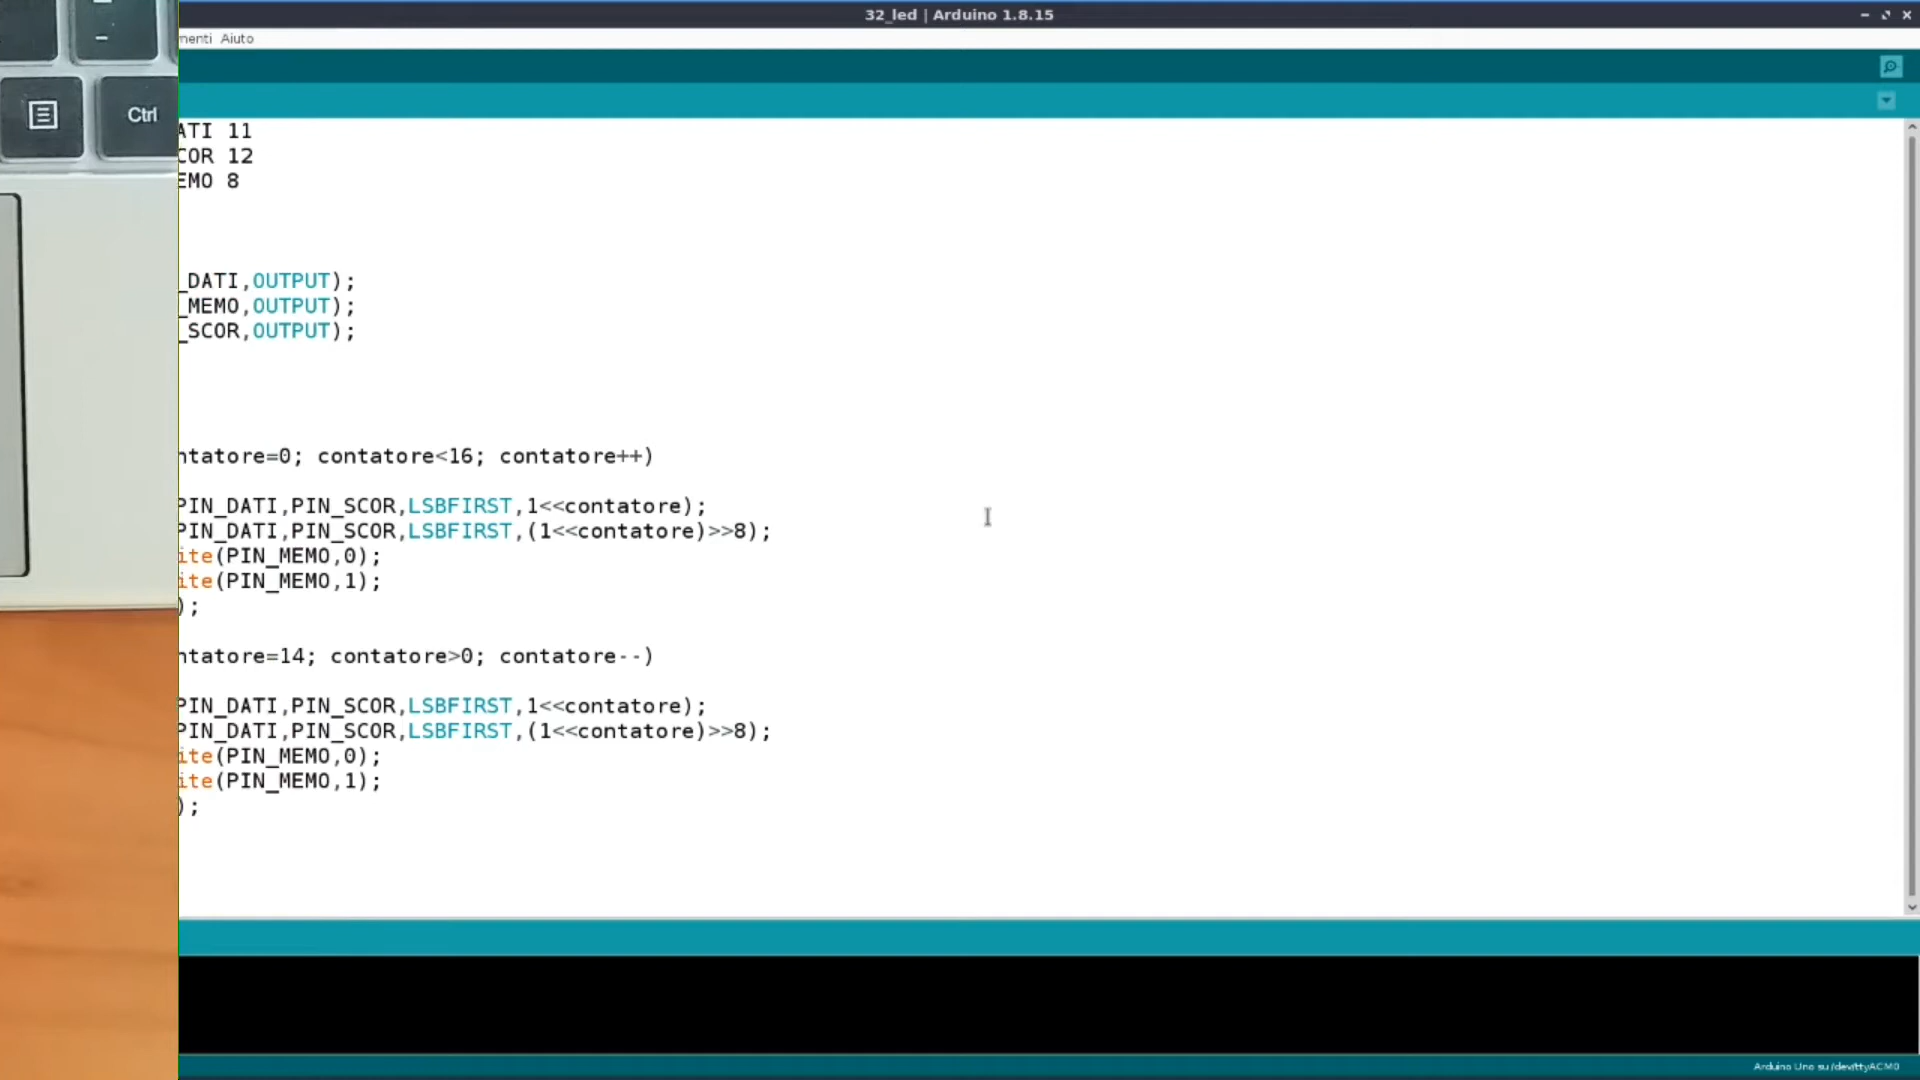 32_led | Arduino 1.8.15
menti Aiuto
Ctrl
ATI 11
COR 12
EMO 8
_DATI,OUTPUT);
_MEMO,OUTPUT);
_SCOR,OUTPUT);
ntatore=0; contatore<16; contatore++)
PIN_DATI,PIN_SCOR,LSBFIRST,1<<contatore);
PIN_DATI,PIN_SCOR,LSBFIRST,(1<<contatore)>>8);
ite(PIN_MEMO,0);
ite(PIN_MEMO,1);
);
ntatore=14; contatore>0; contatore--)
PIN_DATI,PIN_SCOR,LSBFIRST,1<<contatore);
PIN_DATI,PIN_SCOR,LSBFIRST,(1<<contatore)>>8);
ite(PIN_MEMO,0);
ite(PIN_MEMO,1);
);
Arduino Uno su /dev/ttyACM0